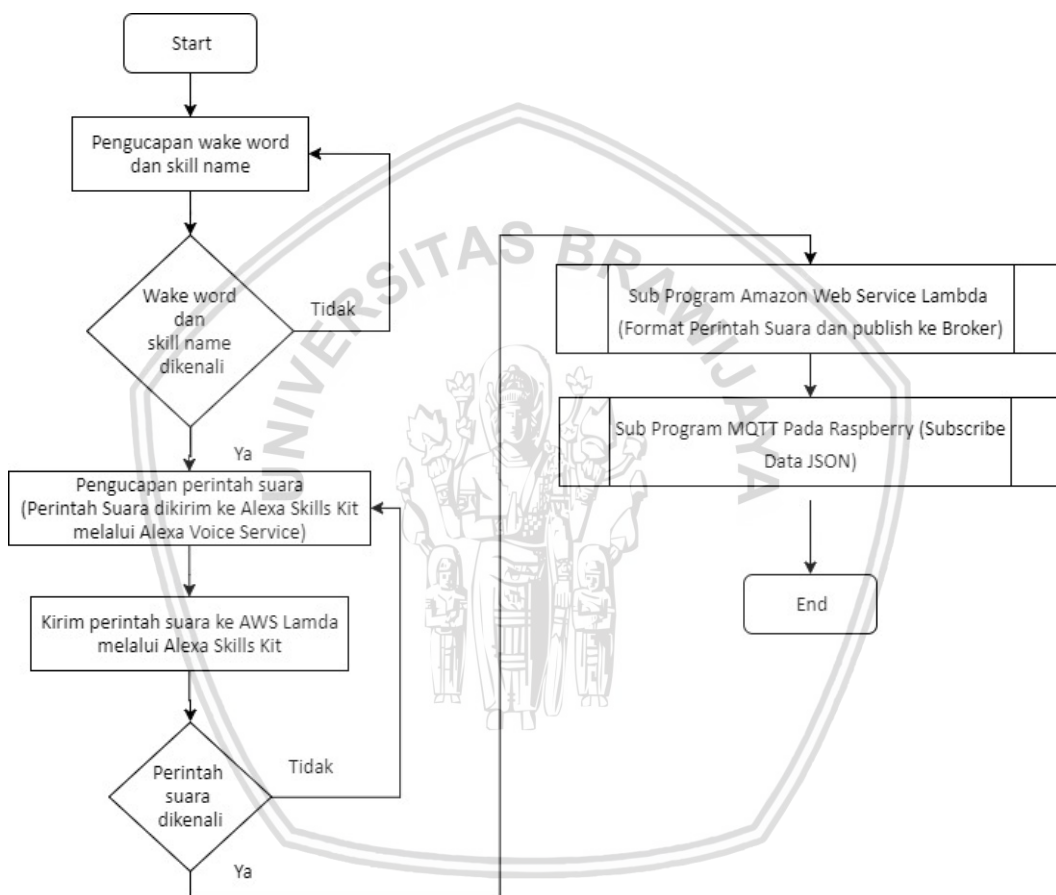 Start
Pengucapan wake word
dan skill name
Wake word
dan
skill name
dikenali
Tidak
Ya
Pengucapan perintah suara
(Perintah Suara dikirim ke Alexa Skills Kit
melalui Alexa Voice Service)
Kirim perintah suara ke AWS Lamda
melalui Alexa Skills Kit
Perintah
suara
dikenali
Tidak
Ya
Sub Program Amazon Web Service Lambda
(Format Perintah Suara dan publish ke Broker)
Sub Program MQTT Pada Raspberry (Subscribe
Data JSON)
End
UNIVERSITAS BRAWIJAYA